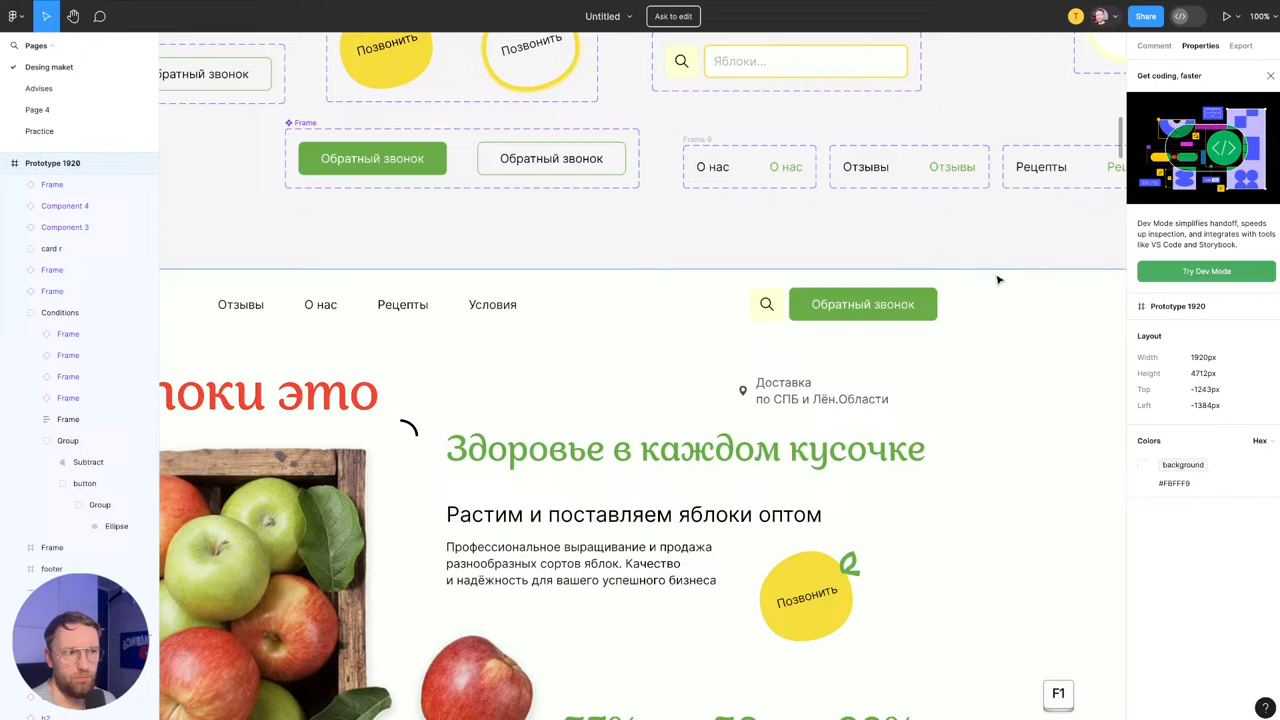 Untitled
Ask to edit
T
Share
100%
Pages
Desing maket
Advises
Page 4
Practice
Prototype 1920
Frame
Component 4
Component 3
card r
Frame
Frame
Conditions
Frame
Frame
Frame
Frame
Frame
Group
Subtract
button
Group
Ellipse
Frame
footer
h2
братный звонок
Позвонить
Позвонить
Яблоки...
Frame
Обратный звонок
Обратный звонок
Frame 9
О нас
О нас
Отзывы
Отзывы
Рецепты
Отзывы
О нас
Рецепты
Условия
Обратный звонок
локи это
Доставка
по СПБ и Лён.Области
Здоровье в каждом кусочке
Растим и поставляем яблоки оптом
Профессиональное выращивание и продажа
разнообразных сортов яблок. Качество
и надёжность для вашего успешного бизнеса
Позвонить
F1
Comment
Properties
Export
Get coding, faster
Dev Mode simplifies handoff, speeds
up inspection, and integrates with tools
like VS Code and Storybook.
Try Dev Mode
Prototype 1920
Layout
Width
1920px
Height
4712px
Top
-1243px
Left
-1384px
Colors
Hex
background
#FBFFF9
?